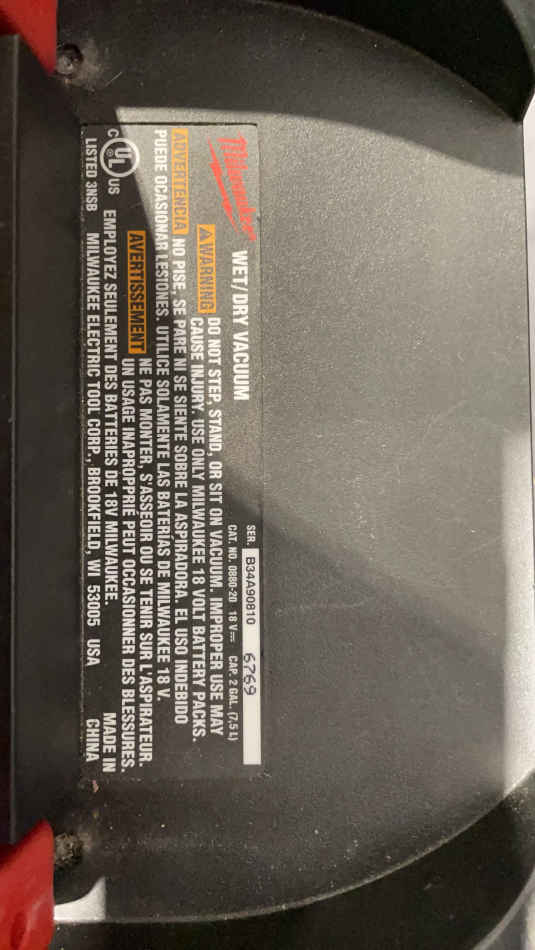 Milwaukee
WET/DRY VACUUM
SER. B34A90810 6769
CAT. NO. 0880-20 18 V⎓ CAP. 2 GAL. (7,5 L)
⚠WARNING DO NOT STEP, STAND, OR SIT ON VACUUM. IMPROPER USE MAY
CAUSE INJURY. USE ONLY MILWAUKEE 18 VOLT BATTERY PACKS.
ADVERTENCIA NO PISE, SE PARE NI SE SIENTE SOBRE LA ASPIRADORA. EL USO INDEBIDO
PUEDE OCASIONAR LESIONES. UTILICE SOLAMENTE LAS BATERÍAS DE MILWAUKEE 18 V.
AVERTISSEMENT NE PAS MONTER, S'ASSEOIR OU SE TENIR SUR L'ASPIRATEUR.
UN USAGE INAPROPPRIÉ PEUT OCCASIONNER DES BLESSURES.
EMPLOYEZ SEULEMENT DES BATTERIES DE 18V MILWAUKEE.
C UL® US
LISTED 3NSB
MILWAUKEE ELECTRIC TOOL CORP., BROOKFIELD, WI 53005 USA
MADE IN
CHINA